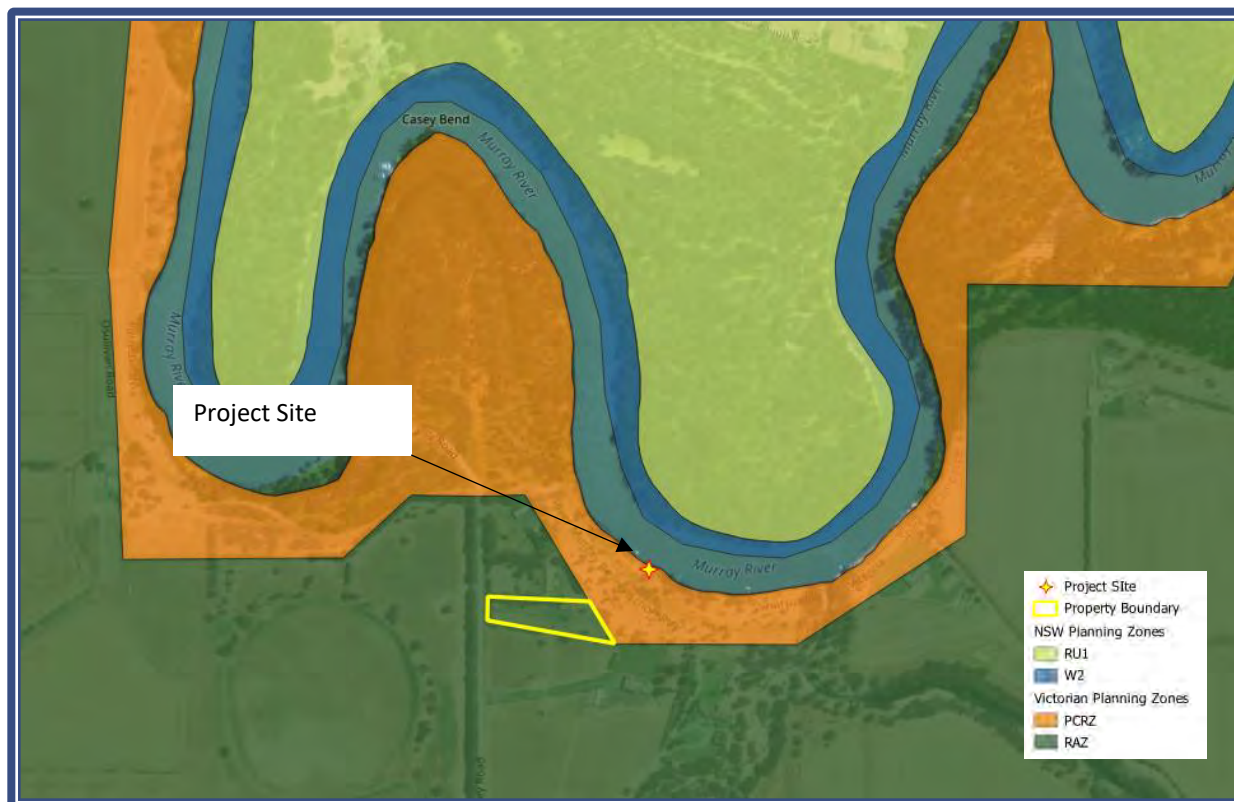 Casey Bend
Murray River
Murray River
Murray
Murray River
Project Site
Murray River
Project SIte
Property Boundary
NSW Planning Zones
RU1
W2
Victorian Planning Zones
PCRZ
RAZ